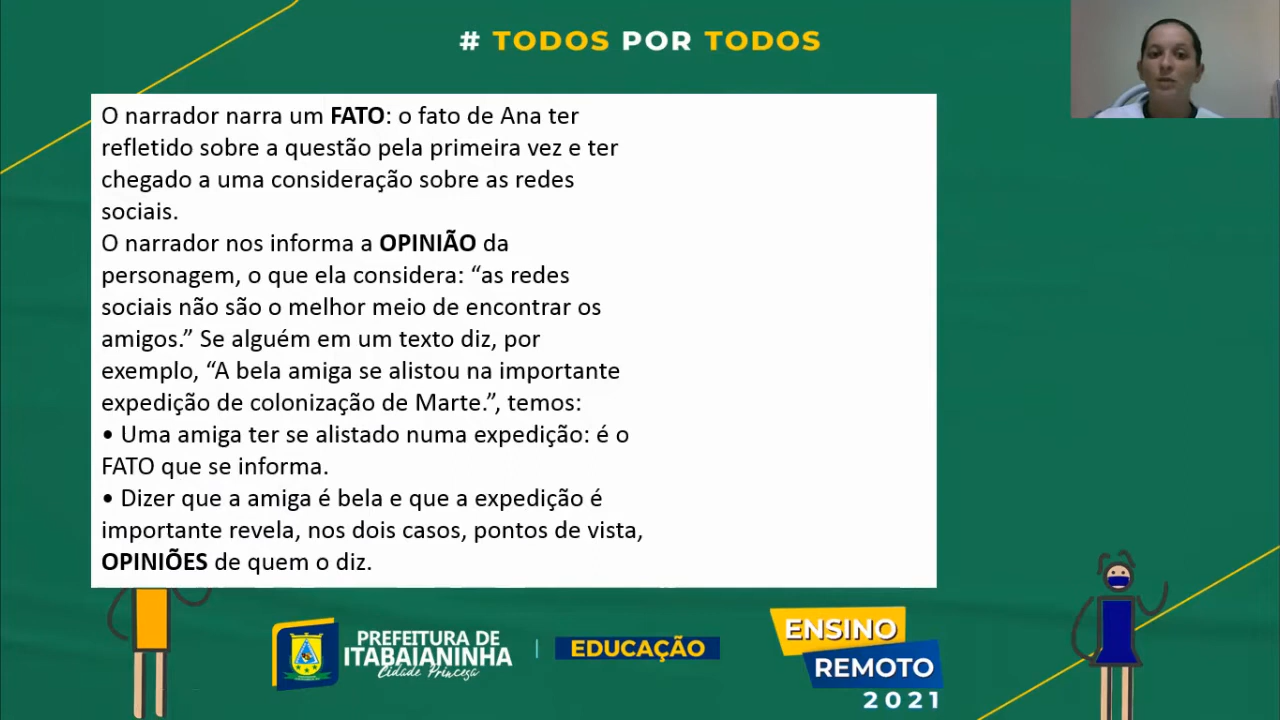 # TODOS POR TODOS
O narrador narra um FATO: o fato de Ana ter
refletido sobre a questão pela primeira vez e ter
chegado a uma consideração sobre as redes
sociais.
O narrador nos informa a OPINIÃO da
personagem, o que ela considera: “as redes
sociais não são o melhor meio de encontrar os
amigos.” Se alguém em um texto diz, por
exemplo, “A bela amiga se alistou na importante
expedição de colonização de Marte.”, temos:
• Uma amiga ter se alistado numa expedição: é o
FATO que se informa.
• Dizer que a amiga é bela e que a expedição é
importante revela, nos dois casos, pontos de vista,
OPINIÕES de quem o diz.
PREFEITURA DE
ITABAIANINHA
Cidade Princesa
EDUCAÇÃO
ENSINO
REMOTO
2021